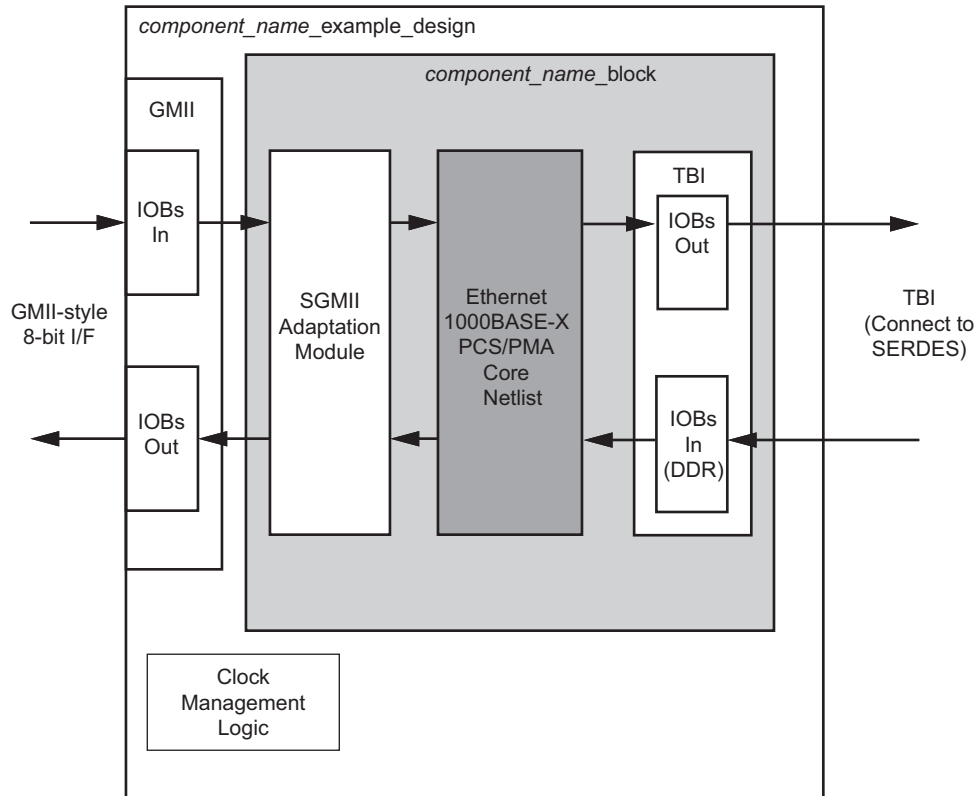 component_name_example_design
component_name_block
GMII
IOBs
In
GMII-style
8-bit I/F
IOBs
Out
SGMII
Adaptation
Module
Ethernet
1000BASE-X
PCS/PMA
Core
Netlist
TBI
IOBs
Out
IOBs
In
(DDR)
TBI
(Connect to
SERDES)
Clock
Management
Logic